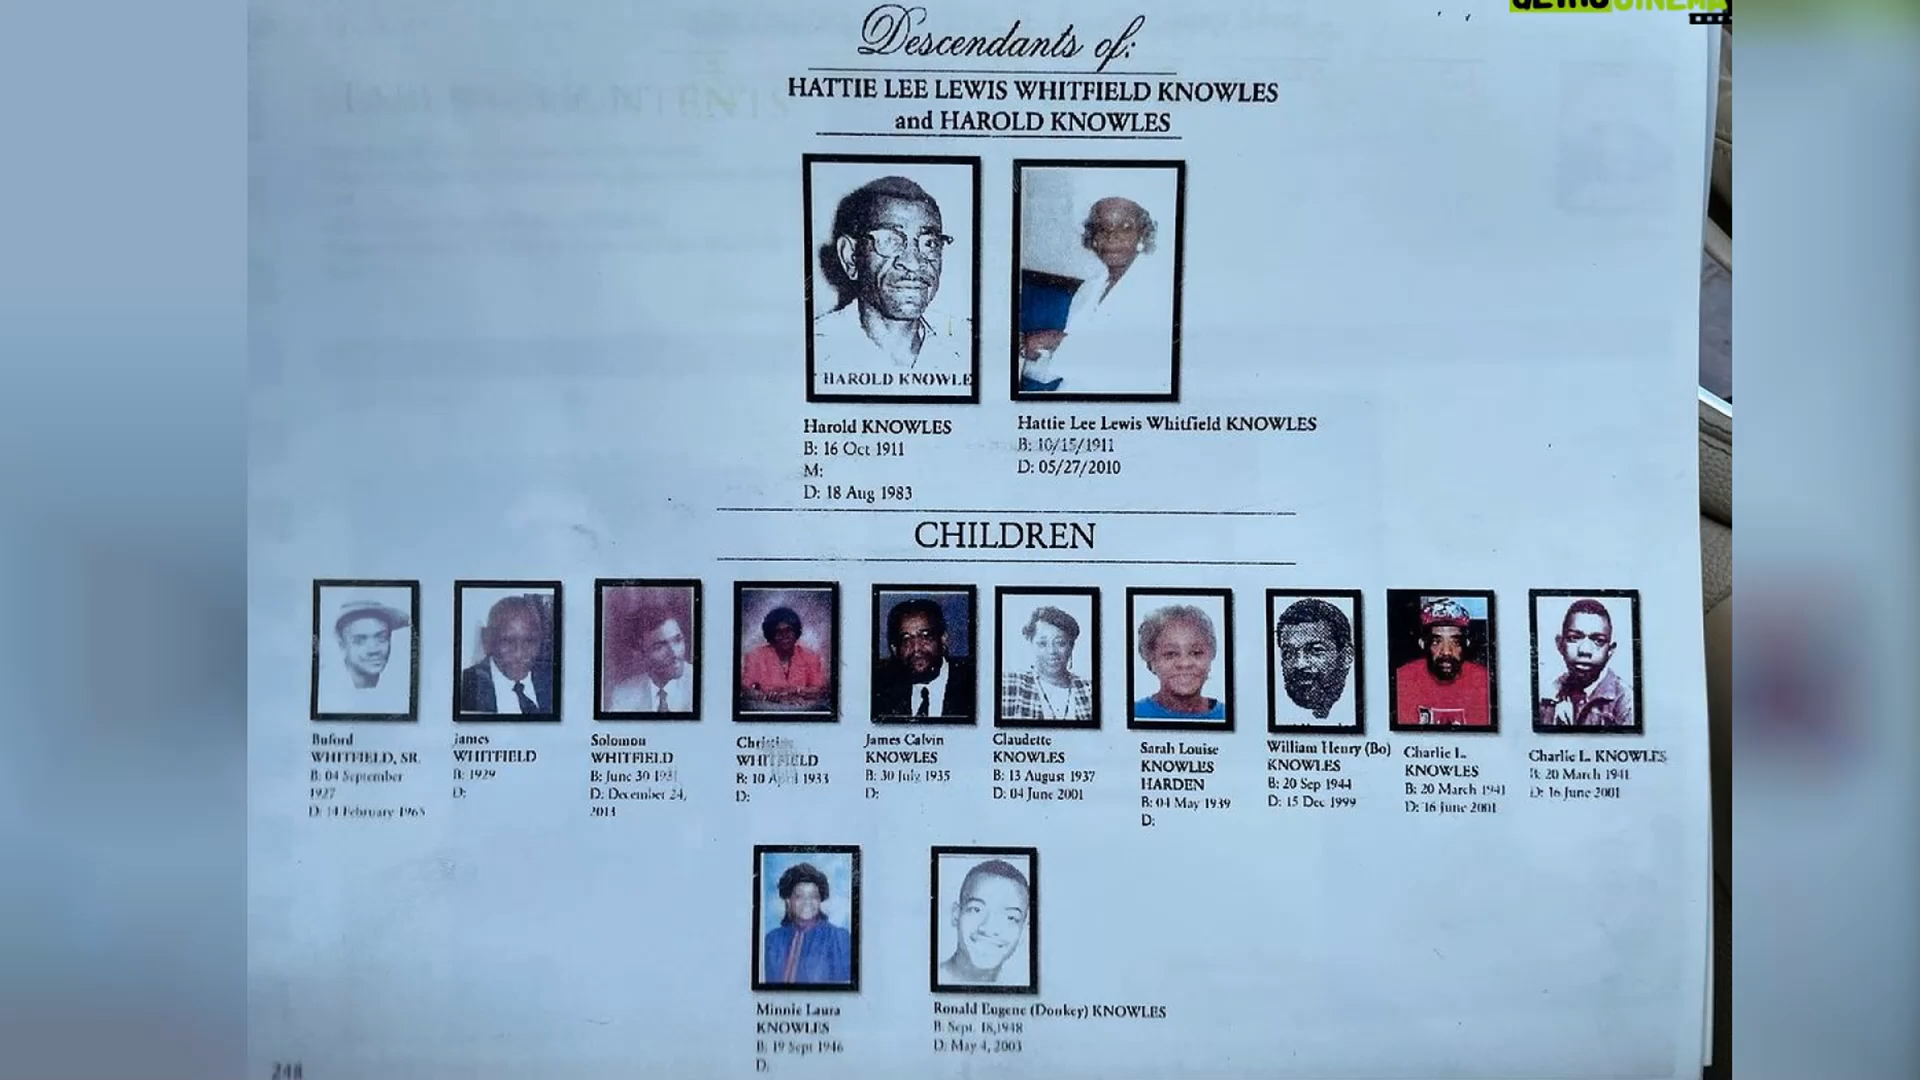 Descendants of:
HATTIE LEE LEWIS WHITFIELD KNOWLES
and HAROLD KNOWLES
HAROLD KNOWLE
Harold KNOWLES
B: 16 Oct 1911
M:
D: 18 Aug 1983
Hattie Lee Lewis Whitfield KNOWLES
B: 10/15/1911
D: 05/27/2010
CHILDREN
Buford
WHITFIELD, SR.
B: 04 September
1927
D: 14 February 1965
james
WHITFIELD
B: 1929
D:
Solomon
WHITFIELD
B: June 30
D: December 24,
2013
WHITFIELD
B: 10 April 1933
D:
James Calvin
KNOWLES
B: 30 July 1935
D:
Claudette
KNOWLES
B: 13 August 1937
D: 04 June 2001
Sarah Louise
KNOWLES
HARDEN
B: 04 May 1939
D:
William Henry (Bo)
KNOWLES
B: 20 Sep 1944
D: 15 Dec 1999
Charlie L.
KNOWLES
B: 20 March 1941
D: 16 June 2001
Charlie L. KNOWLES
B: 20 March 1941
D: 16 June 2001
Minnie Laura
KNOWLES
B: 19 Sept 1946
D:
Ronald Eugene (Donkey) KNOWLES
B: Sept. 18,1948
D: May 4, 2003
248